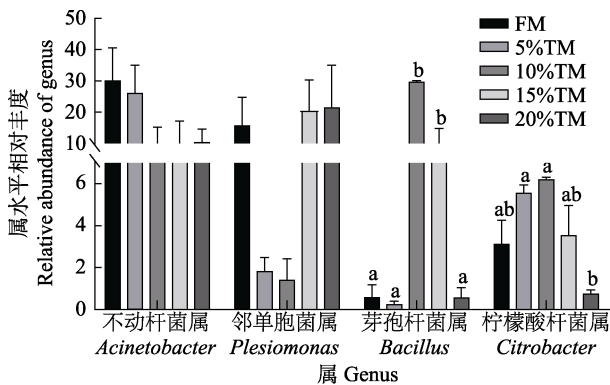 属水平相对丰度
Relative abundance of genus
50
40
30
20
10
6
4
2
0
FM
5%TM
10%TM
15%TM
20%TM
b
b
a
a
a
ab
a
a
ab
b
不动杆菌属 邻单胞菌属 芽孢杆菌属 柠檬酸杆菌属
Acinetobacter Plesiomonas Bacillus Citrobacter
属 Genus